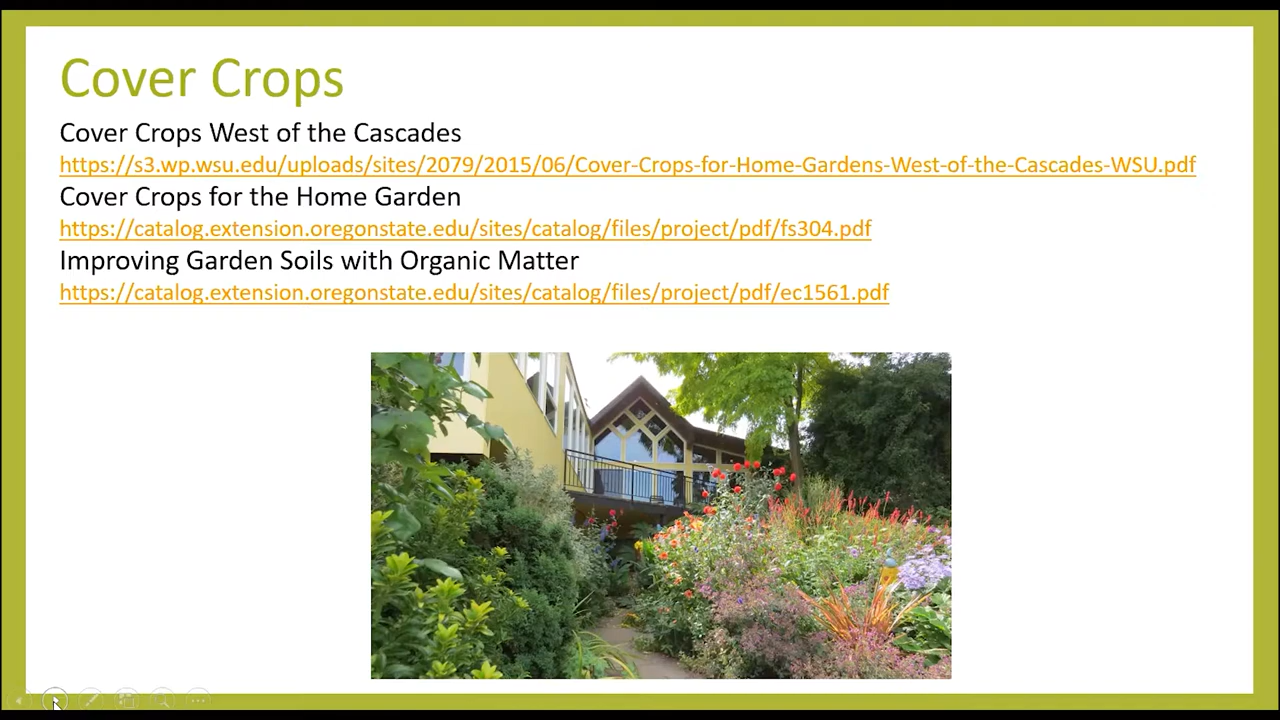 Cover Crops
Cover Crops West of the Cascades
https://s3.wp.wsu.edu/uploads/sites/2079/2015/06/Cover-Crops-for-Home-Gardens-West-of-the-Cascades-WSU.pdf
Cover Crops for the Home Garden
https://catalog.extension.oregonstate.edu/sites/catalog/files/project/pdf/fs304.pdf
Improving Garden Soils with Organic Matter
https://catalog.extension.oregonstate.edu/sites/catalog/files/project/pdf/ec1561.pdf